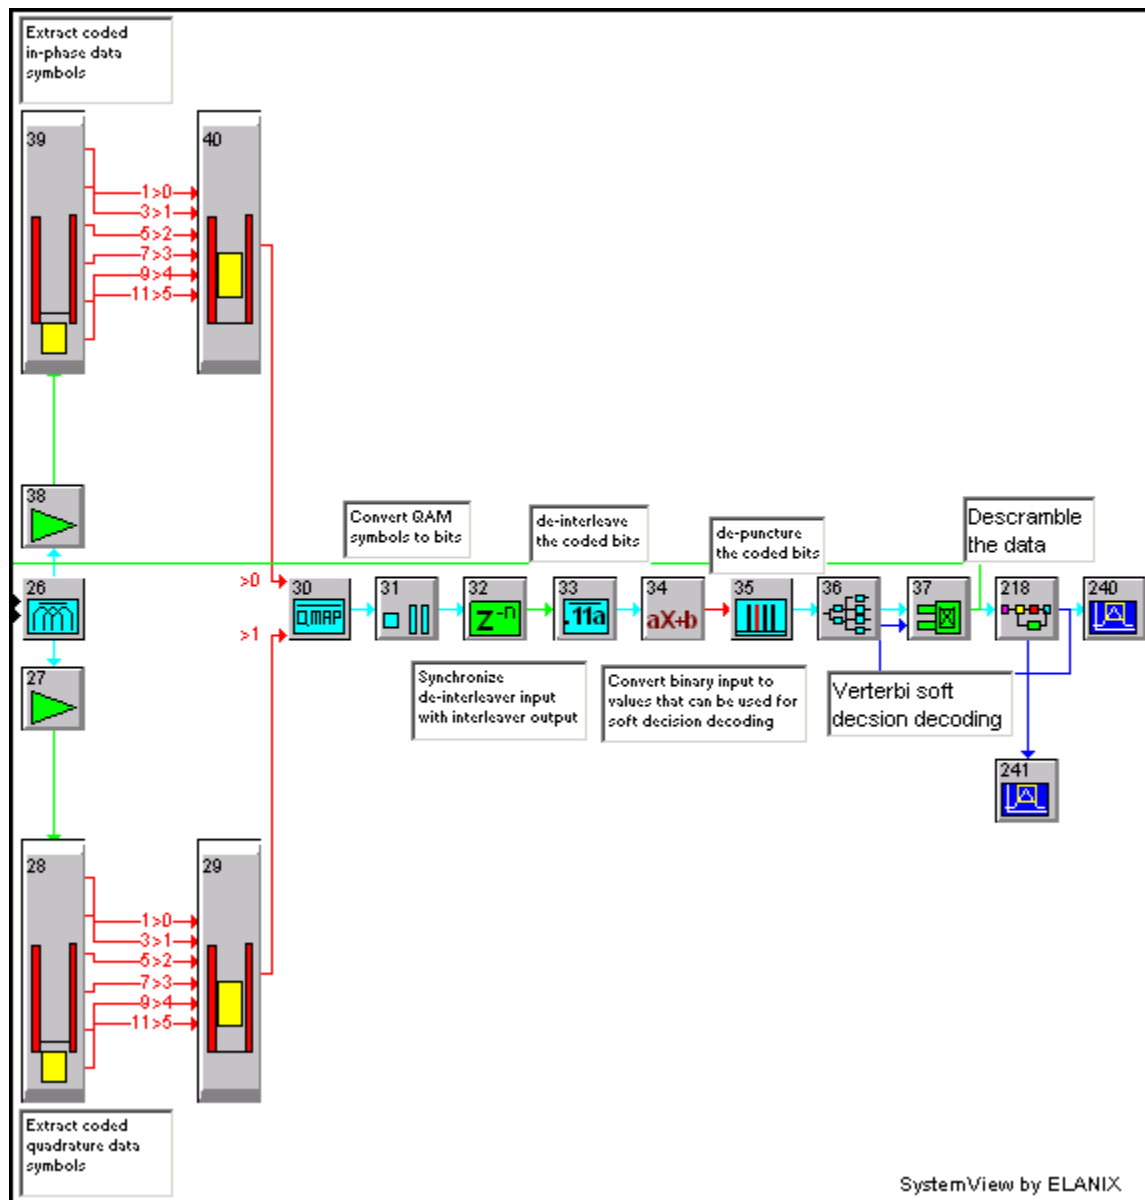 Extract coded
in-phase data
symbols
39
40
1>0
3>1
5>2
7>3
9>4
11>5
38
Convert QAM
symbols to bits
de-interleave
the coded bits
de-puncture
the coded bits
Descramble
the data
>0
26
30
Q.MAP
31
32
Z-n
33
.11a
34
aX+b
35
36
37
218
240
>1
27
Synchronize
de-interleaver input
with interleaver output
Convert binary input to
values that can be used for
soft decision decoding
Verterbi soft
decsion decoding
241
28
29
1>0
3>1
5>2
7>3
9>4
11>5
Extract coded
quadrature data
symbols
SystemView by ELANIX